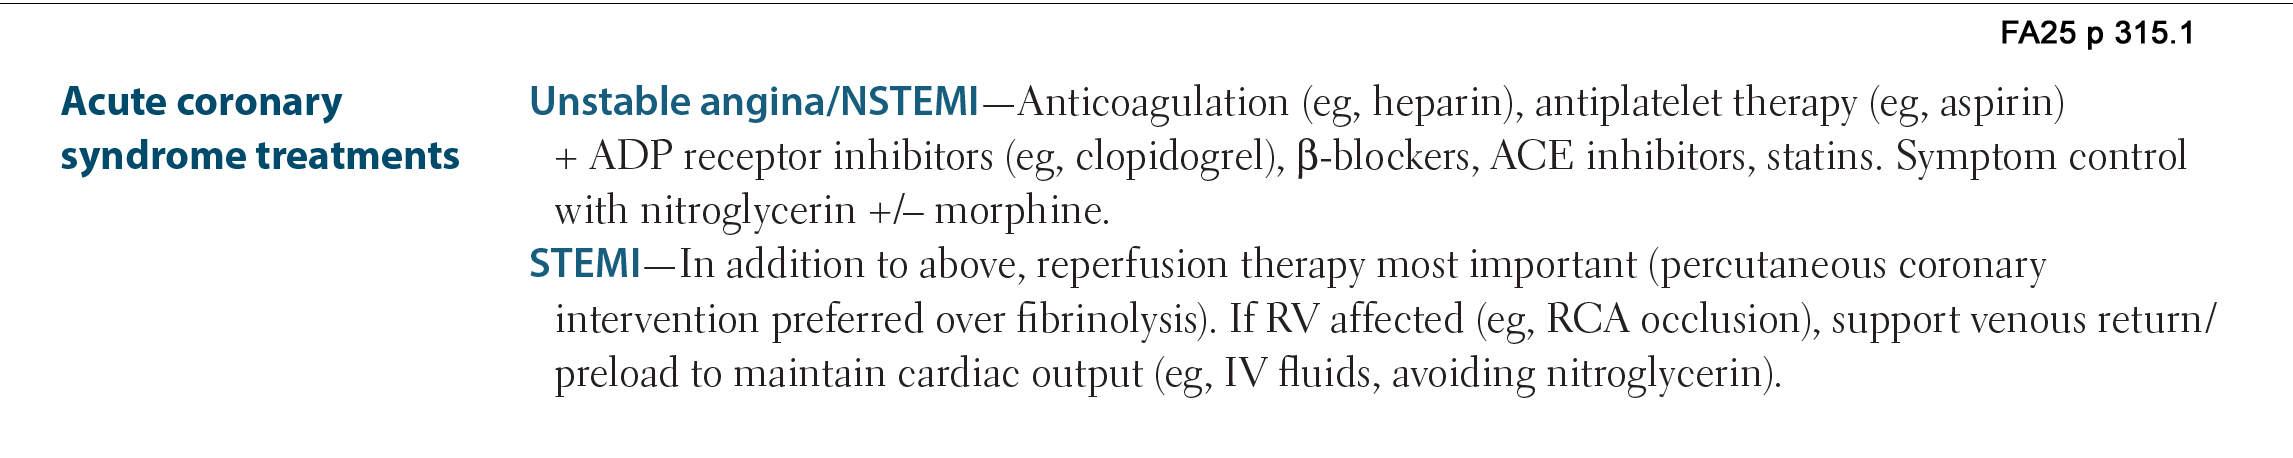 FA25 p 315.1
Acute coronary
syndrome treatments
Unstable angina/NSTEMI—Anticoagulation (eg, heparin), antiplatelet therapy (eg, aspirin)
+ ADP receptor inhibitors (eg, clopidogrel), β-blockers, ACE inhibitors, statins. Symptom control
with nitroglycerin +/– morphine.
STEMI—In addition to above, reperfusion therapy most important (percutaneous coronary
intervention preferred over fibrinolysis). If RV affected (eg, RCA occlusion), support venous return/
preload to maintain cardiac output (eg, IV fluids, avoiding nitroglycerin).